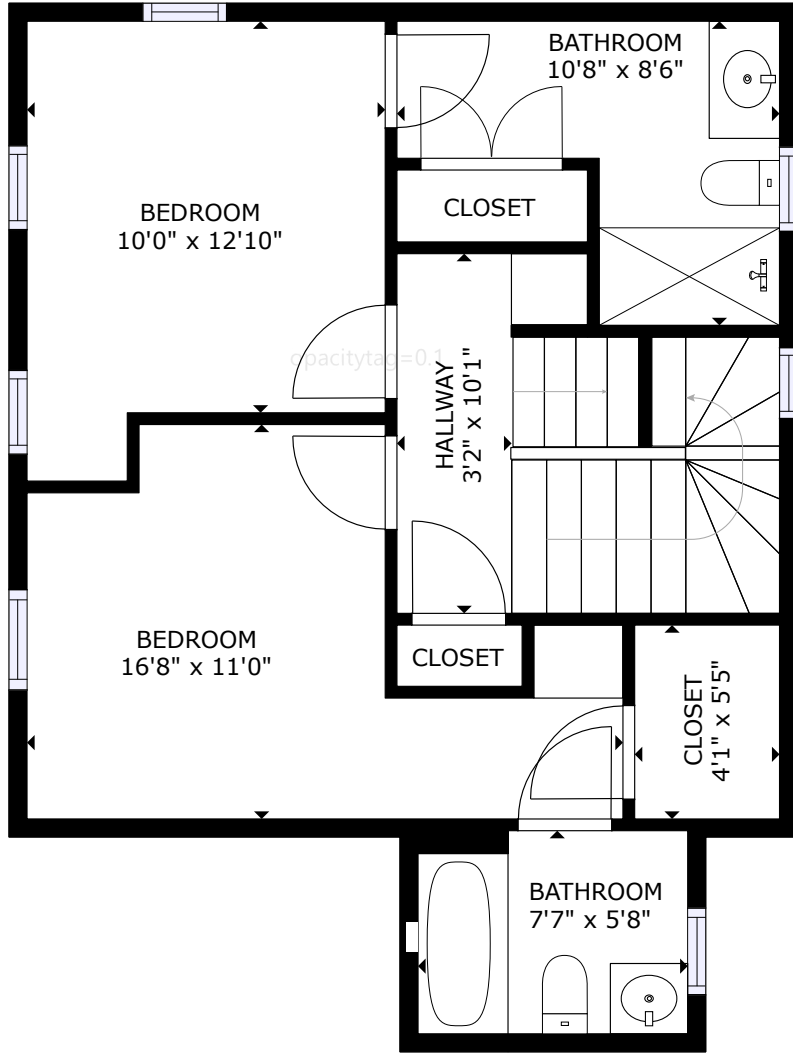 BATHROOM
10'8" x 8'6"
BEDROOM
10'0" x 12'10"
CLOSET
opacitytag=0.1
HALLWAY
3'2" x 10'1"
BEDROOM
16'8" x 11'0"
CLOSET
CLOSET
4'1" x 5'5"
BATHROOM
7'7" x 5'8"